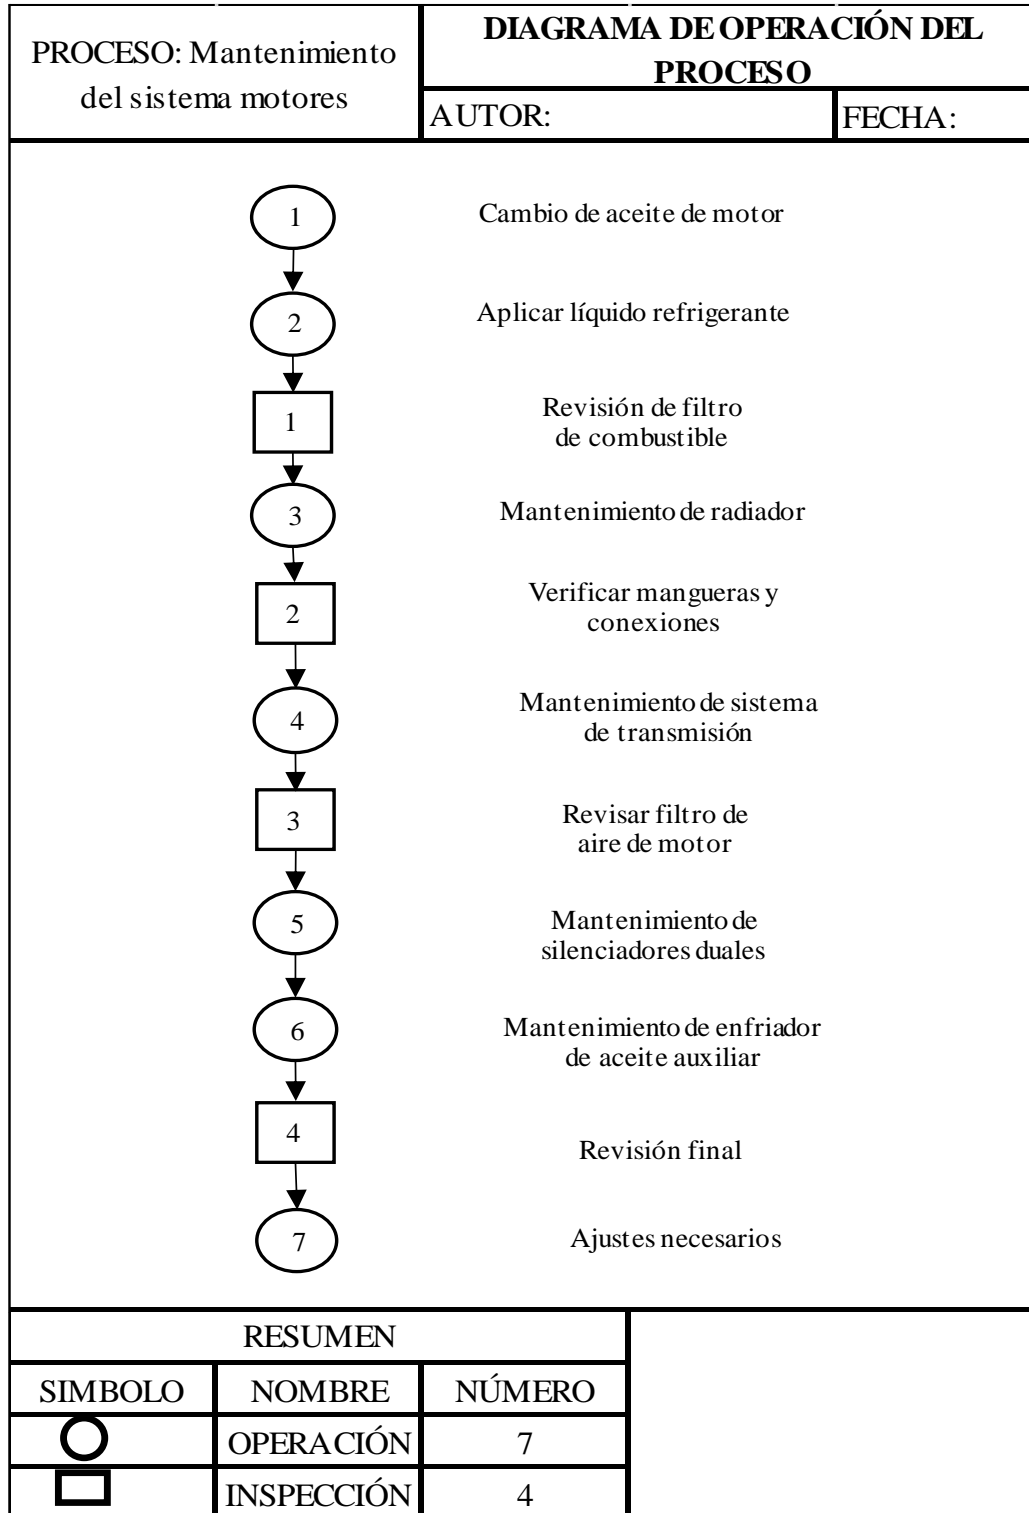 PROCESO: Mantenimiento
del sistema motores
DIAGRAMA DE OPERACIÓN DEL
PROCESO
AUTOR:
FECHA:
1
Cambio de aceite de motor
2
Aplicar líquido refrigerante
1
Revisión de filtro
de combustible
3
Mantenimiento de radiador
2
Verificar mangueras y
conexiones
4
Mantenimiento de sistema
de transmisión
3
Revisar filtro de
aire de motor
5
Mantenimiento de
silenciadores duales
6
Mantenimiento de enfriador
de aceite auxiliar
4
Revisión final
7
Ajustes necesarios
RESUMEN
SIMBOLO NOMBRE NÚMERO
OPERACIÓN 7
INSPECCIÓN 4